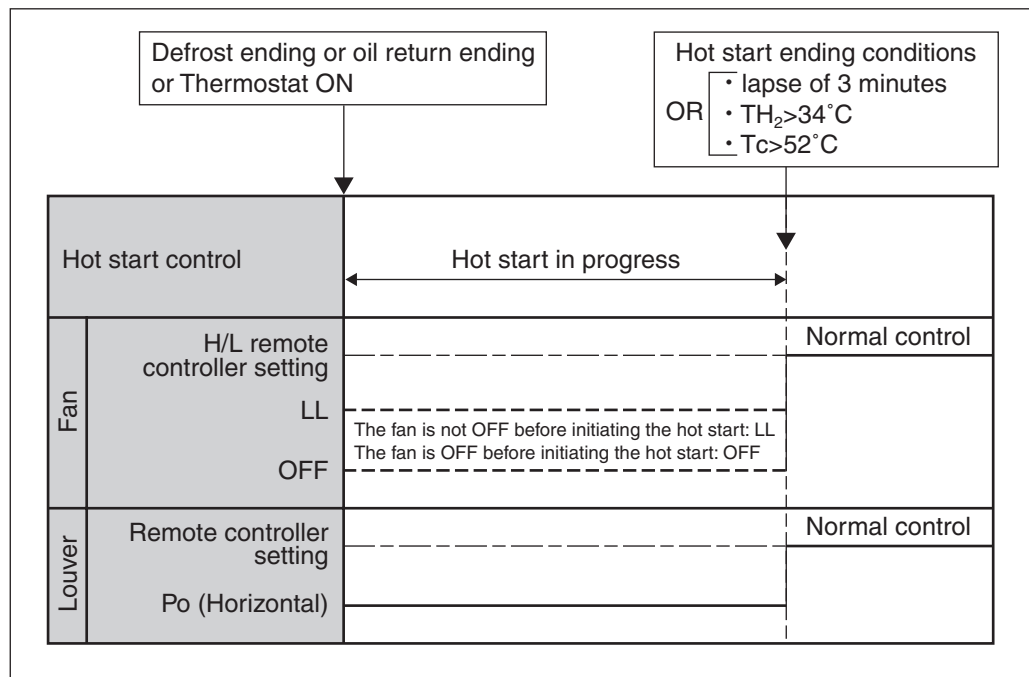 Defrost ending or oil return ending
or Thermostat ON
Hot start ending conditions
OR
・lapse of 3 minutes
・TH₂>34˚C
・Tc>52˚C
Hot start control
Hot start in progress
Fan
H/L remote
controller setting
Normal control
LL
The fan is not OFF before initiating the hot start: LL
The fan is OFF before initiating the hot start: OFF
OFF
Louver
Remote controller
setting
Normal control
Po (Horizontal)